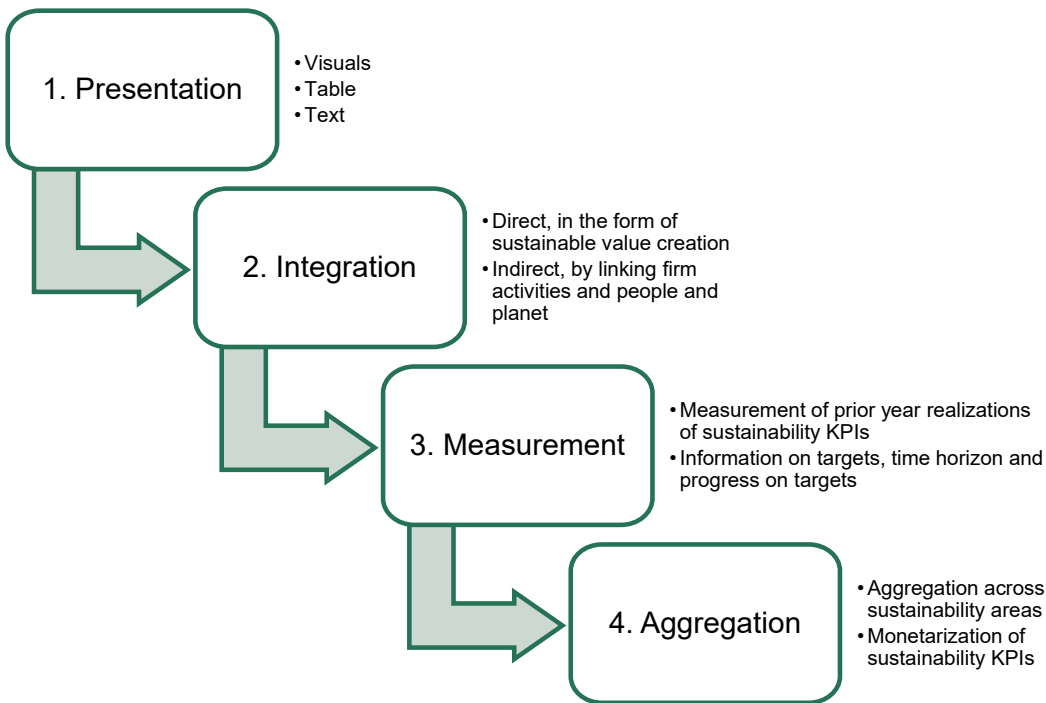 1. Presentation
• Visuals
• Table
• Text
2. Integration
• Direct, in the form of
sustainable value creation
• Indirect, by linking firm
activities and people and
planet
3. Measurement
• Measurement of prior year realizations
of sustainability KPIs
• Information on targets, time horizon and
progress on targets
4. Aggregation
• Aggregation across
sustainability areas
• Monetarization of
sustainability KPIs